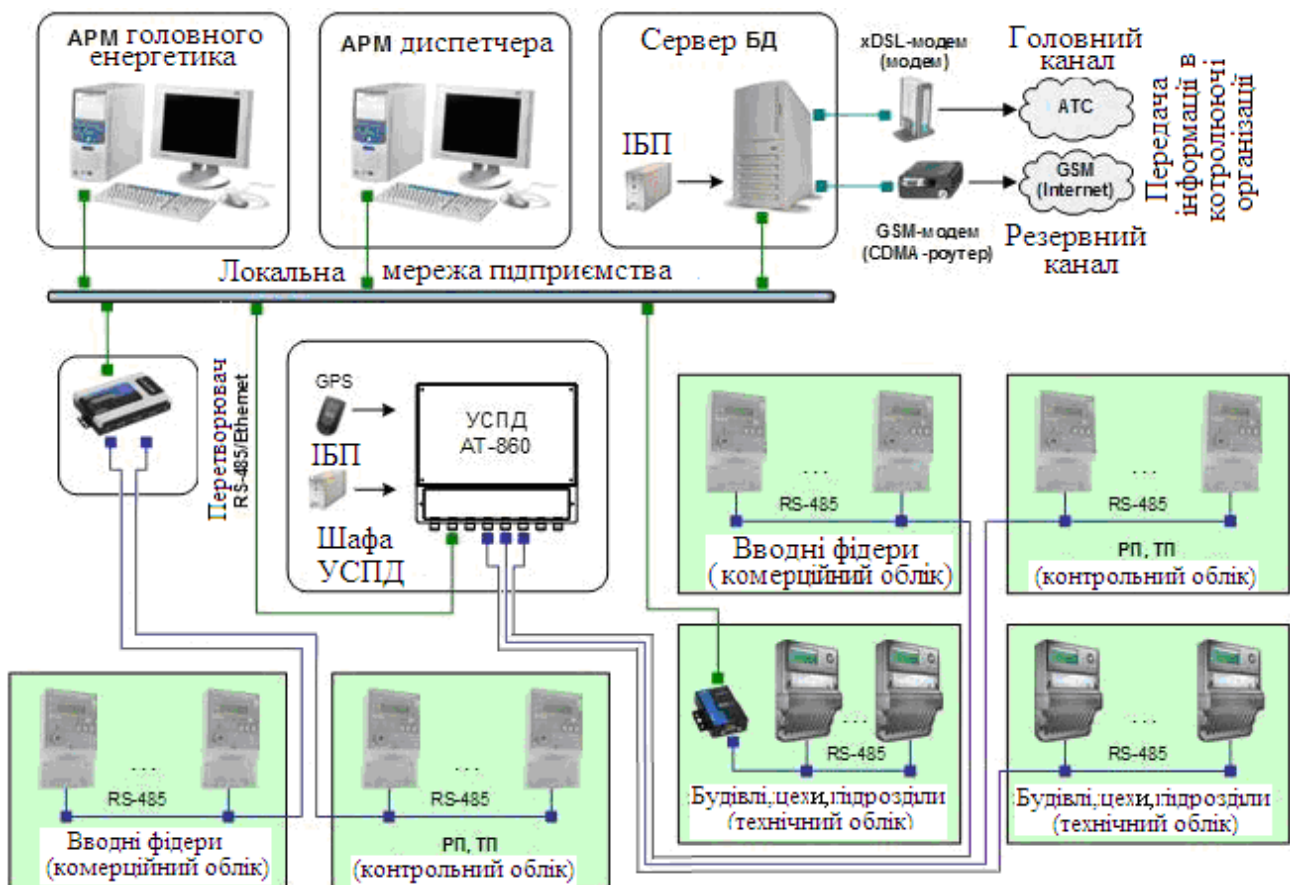 АРМ головного
енергетика
АРМ диспетчера
Сервер БД
ІБП
xDSL-модем
(модем)
Головний
канал
АТС
GSM
(Internet)
GSM-модем
(CDMA-роутер)
Резервний
канал
Передача
інформації в
котролюючі
організації
Локальна мережа підприємства
Перетворювач
RS-485/Ethernet
GPS
ІБП
Шафа
УСПД
УСПД
АТ-860
...
RS-485
Вводні фідери
(комерційний облік)
...
RS-485
РП, ТП
(контрольний облік)
...
RS-485
Будівлі,цехи,підрозділи
(технічний облік)
...
RS-485
Будівлі,цехи,підрозділи
(технічний облік)
...
RS-485
Вводні фідери
(комерційний облік)
...
RS-485
РП, ТП
(контрольний облік)